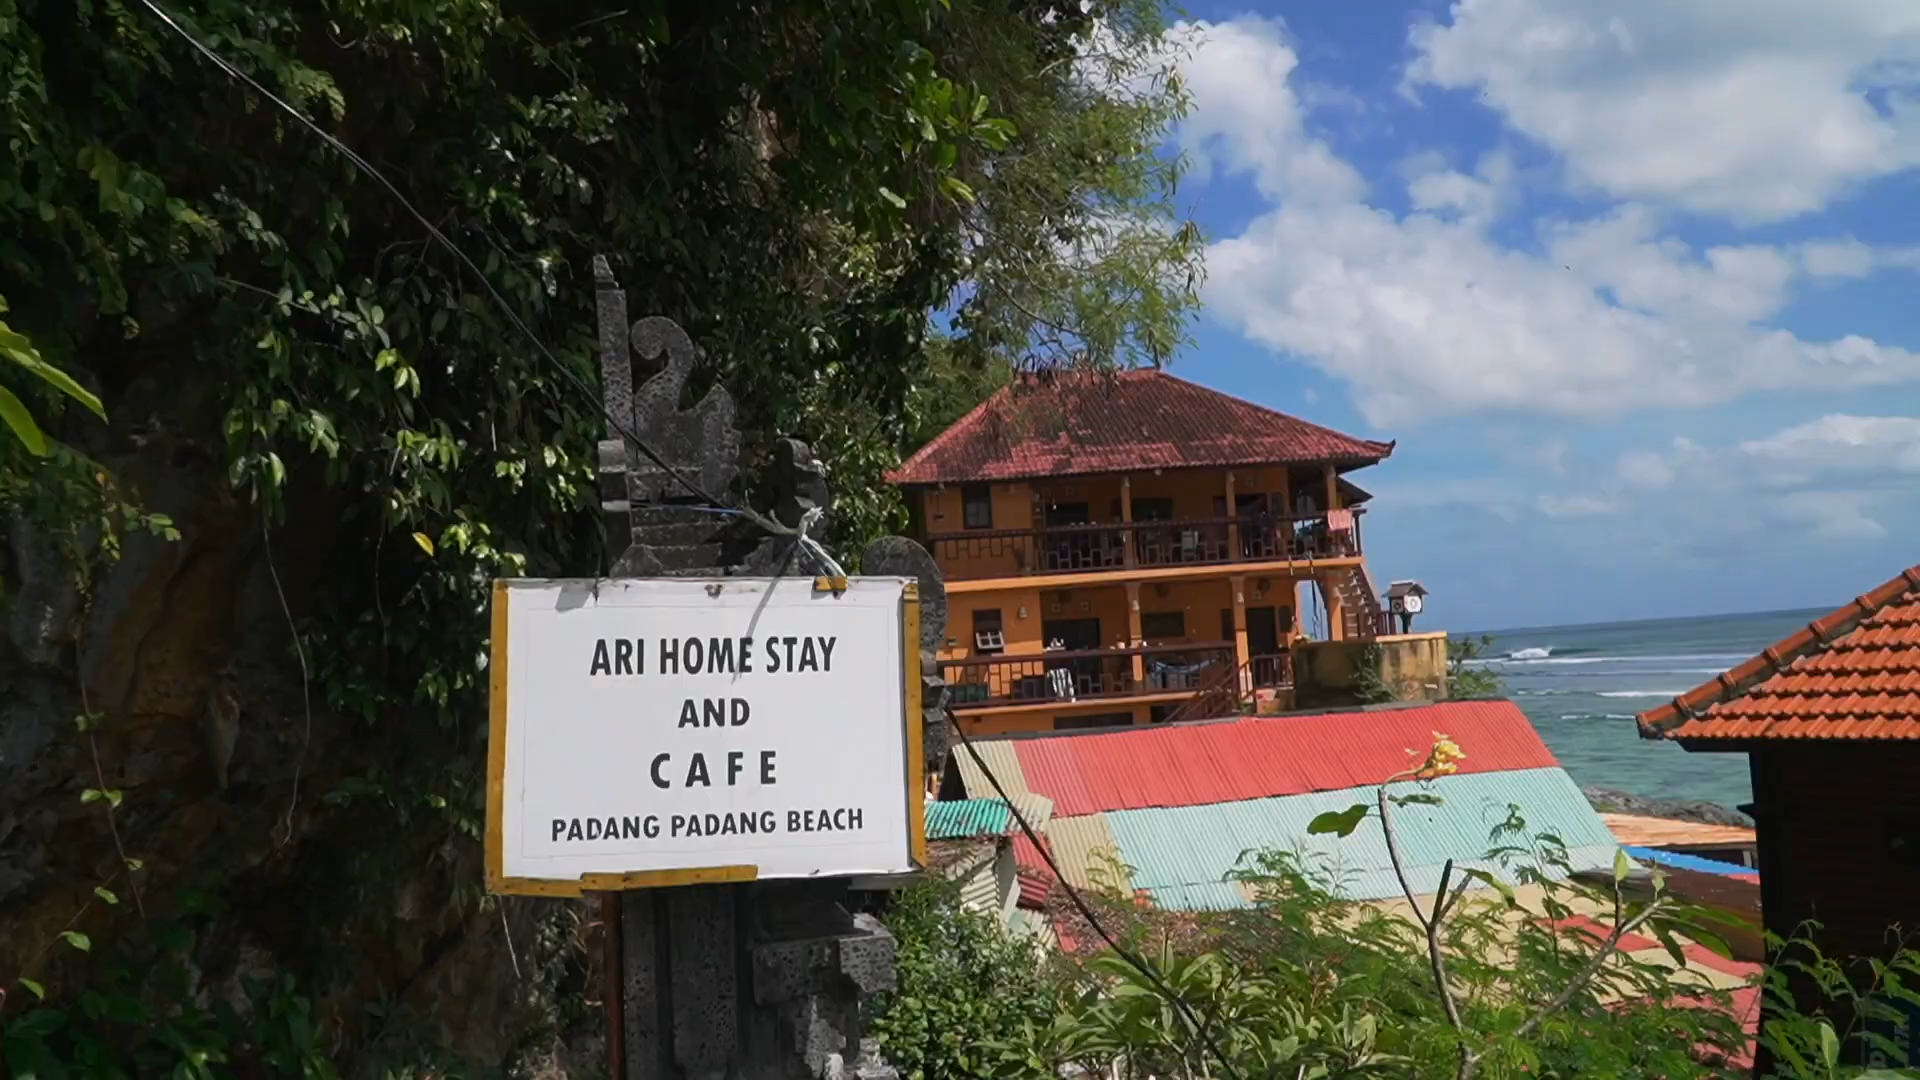 ARI HOME STAY
AND
CAFE
PADANG PADANG BEACH